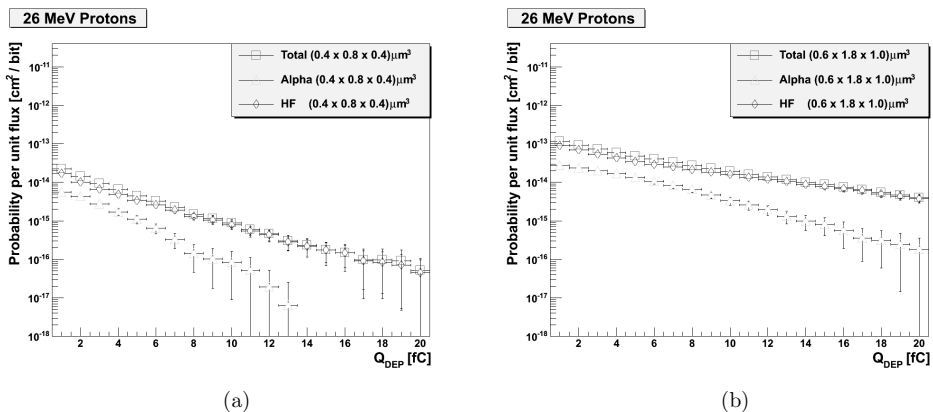 26 MeV Protons
Probability per unit flux [cm² / bit]
Total (0.4 x 0.8 x 0.4)μm³
Alpha (0.4 x 0.8 x 0.4)μm³
HF (0.4 x 0.8 x 0.4)μm³
10⁻¹¹
10⁻¹²
10⁻¹³
10⁻¹⁴
10⁻¹⁵
10⁻¹⁶
10⁻¹⁷
10⁻¹⁸
2 4 6 8 10 12 14 16 18 20
Q_DEP [fC]
(a)
26 MeV Protons
Probability per unit flux [cm² / bit]
Total (0.6 x 1.8 x 1.0)μm³
Alpha (0.6 x 1.8 x 1.0)μm³
HF (0.6 x 1.8 x 1.0)μm³
10⁻¹¹
10⁻¹²
10⁻¹³
10⁻¹⁴
10⁻¹⁵
10⁻¹⁶
10⁻¹⁷
10⁻¹⁸
2 4 6 8 10 12 14 16 18 20
Q_DEP [fC]
(b)